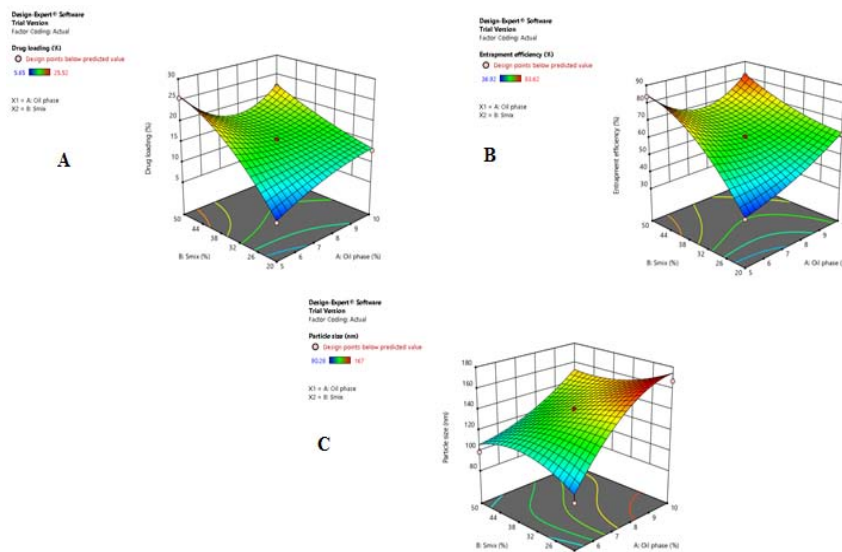 Design-Expert® Software
Trial Version
Factor Coding: Actual
Drug loading (%)
Design points below predicted value
5.65 25.52
X1 = A: Oil phase
X2 = B: Smix
A
Drug loading (%)
30
25
20
15
10
5
50
44
38
32
26
20
B: Smix (%)
5
6
7
8
9
10
A: Oil phase (%)
Design-Expert® Software
Trial Version
Factor Coding: Actual
Entrapment efficiency (%)
Design points below predicted value
X1 = A: Oil phase
X2 = B: Smix
B
Entrapment efficiency (%)
90
80
70
60
50
40
30
50
44
38
32
26
20
B: Smix (%)
5
6
7
8
9
A: Oil phase (%)
Design-Expert® Software
Trial Version
Factor Coding: Actual
Particle size (nm)
Design points below predicted value
167
X1 = A: Oil phase
X2 = B: Smix
C
Particle size (nm)
180
160
140
120
100
80
50
44
38
32
26
B: Smix (%)
6
7
8
9
10
A: Oil phase (%)